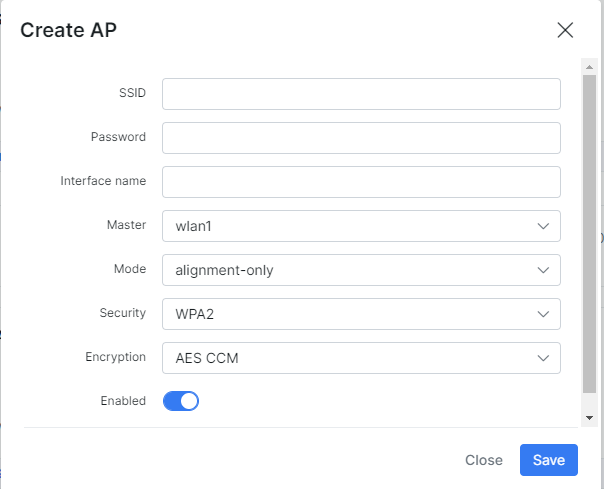 Create AP
SSID
Password
Interface name
Master wlan1
Mode alignment-only
Security WPA2
Encryption AES CCM
Enabled
Close Save